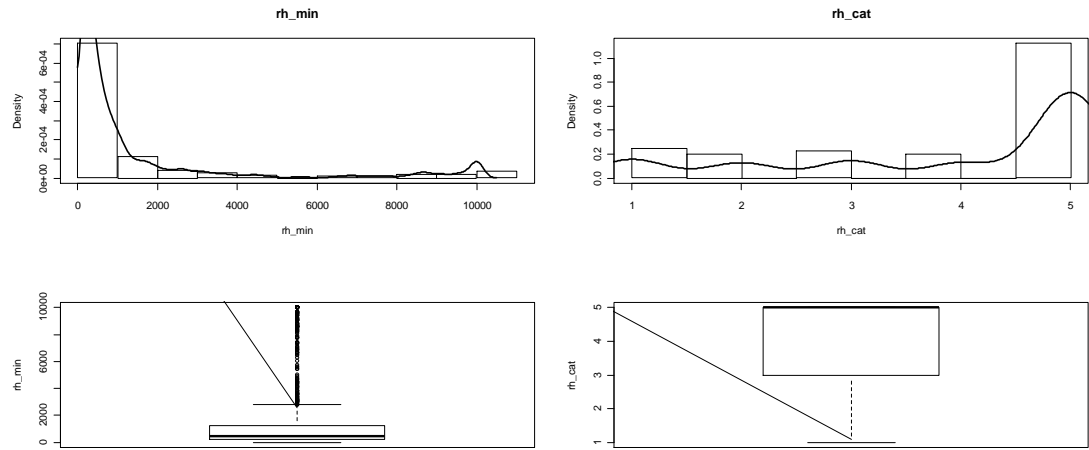 rh_min
rh_cat
Density
0e+00 2e-04 4e-04 6e-04
0 2000 4000 6000 8000 10000
rh_min
Density
0.0 0.2 0.4 0.6 0.8 1.0
1 2 3 4 5
rh_cat
rh_min
0 2000 6000 10000
rh_cat
1 2 3 4 5